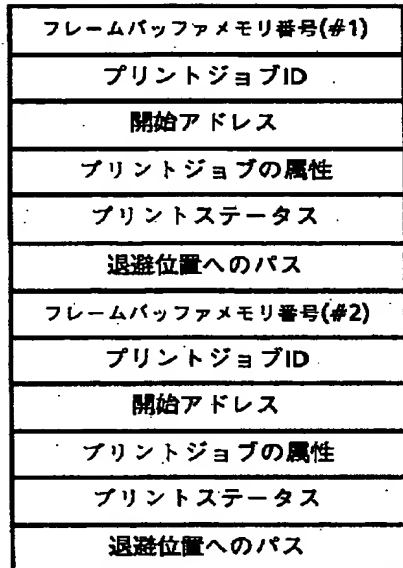 フレームバッファメモリ番号(#1)
プリントジョブID
開始アドレス
プリントジョブの属性
プリントステータス
退避位置へのパス
フレームバッファメモリ番号(#2)
プリントジョブID
開始アドレス
プリントジョブの属性
プリントステータス
退避位置へのパス